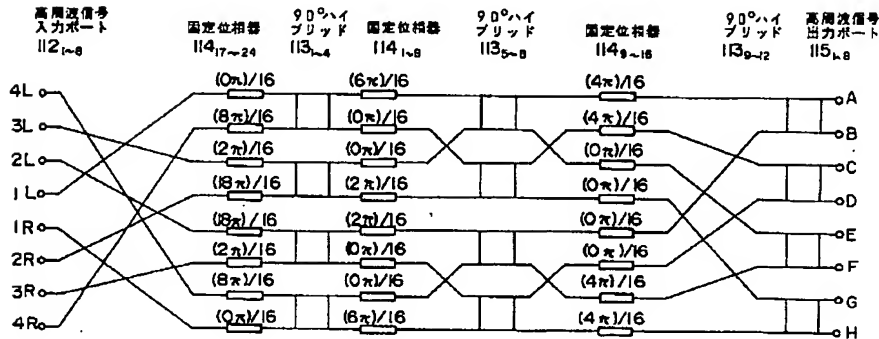 高周波信号
入力ポート
112₁~₈
固定位相器
114₁₇~₂₄
90°ハイ
ブリッド
113₁~₄
固定位相器
114₁~₈
90°ハイ
ブリッド
113₅~₈
固定位相器
114₉~₁₆
90°ハイ
ブリッド
113₉~₁₂
高周波信号
出力ポート
115₁~₈
4L (0π)/16 (6π)/16 (4π)/16 A
3L (8π)/16 (0π)/16 (4π)/16 B
2L (2π)/16 (0π)/16 (0π)/16 C
1L (18π)/16 (2π)/16 (0π)/16 D
1R (18π)/16 (2π)/16 (0π)/16 E
2R (2π)/16 (0π)/16 (0π)/16 F
3R (8π)/16 (0π)/16 (4π)/16 G
4R (0π)/16 (6π)/16 (4π)/16 H